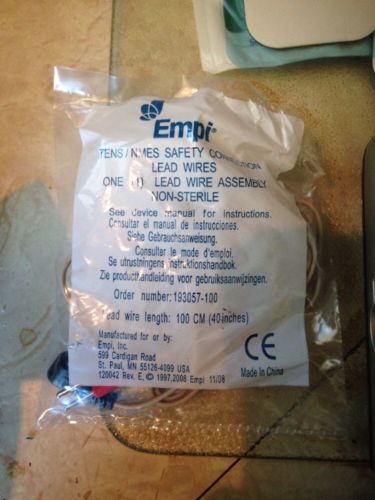 Empi®
TENS/NMES SAFETY CONNECTION
LEAD WIRES
ONE (1) LEAD WIRE ASSEMBLY
NON-STERILE
See device manual for instructions.
Consultar el manual de instrucciones.
Siehe Gebrauchsanweisung.
Consulter le mode d'emploi.
Se utrustningens instruktionshandbok.
Zie producthandleiding voor gebruiksaanwijzingen.
Order number:193057-100
Lead wire length: 100 CM (40 inches)
Manufactured for or by:
Empi, Inc.
599 Cardigan Road
St. Paul, MN 55126-4099 USA
120042 Rev. E, © 1997,2008 Empi 11/08
CE
Made In China